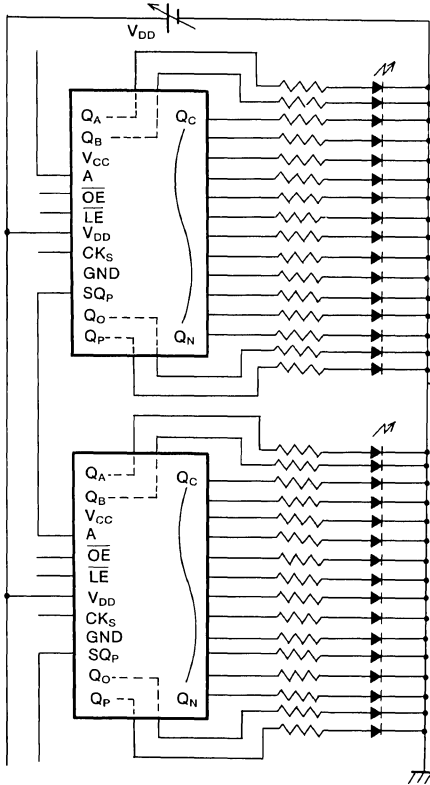 VDD
QA QC
QB
VCC
A
OE
LE
VDD
CKS
GND
SQP
QO
QP QN
QA QC
QB
VCC
A
OE
LE
VDD
CKS
GND
SQP
QO
QP QN